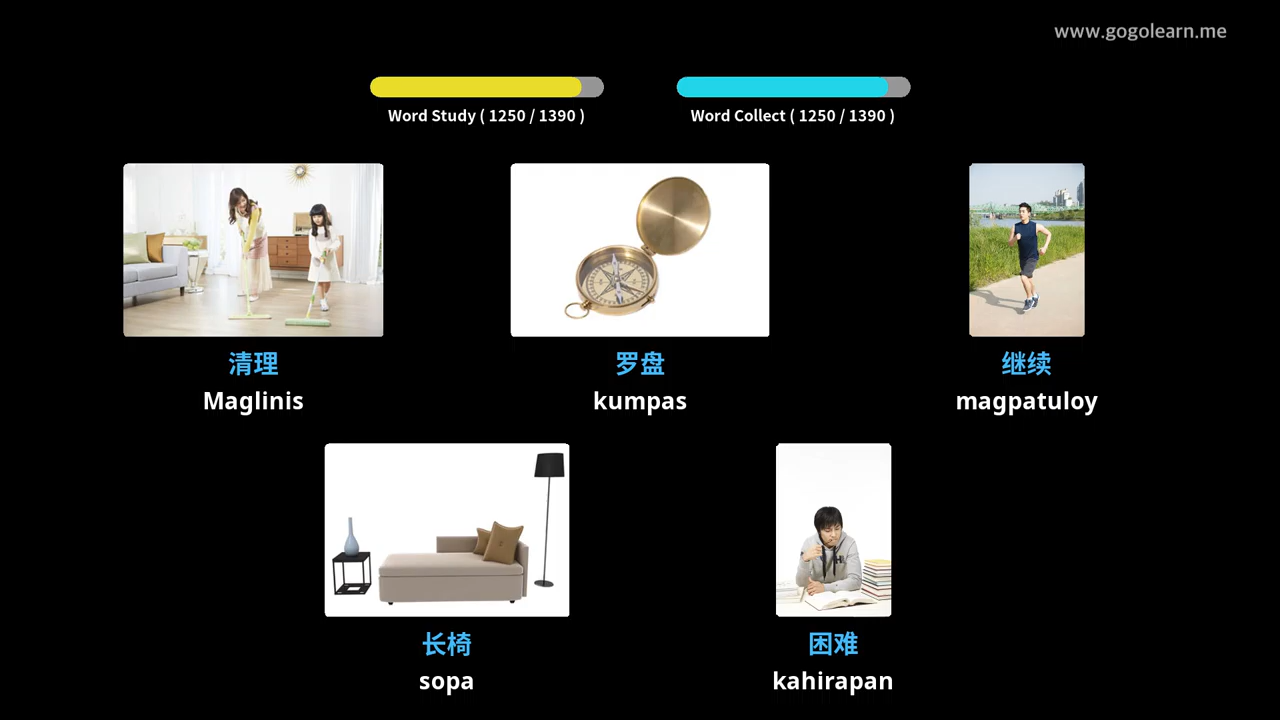 www.gogolearn.me
Word Study ( 1250 / 1390 )
Word Collect ( 1250 / 1390 )
清理
Maglinis
罗盘
kumpas
继续
magpatuloy
长椅
sopa
困难
kahirapan